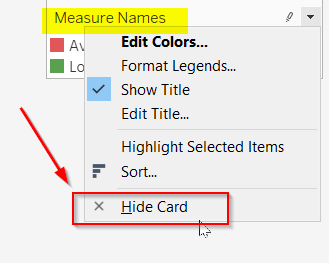 Measure Names
Av
Edit Colors...
Lo
Format Legends...
Show Title
Edit Title...
Highlight Selected Items
Sort...
Hide Card